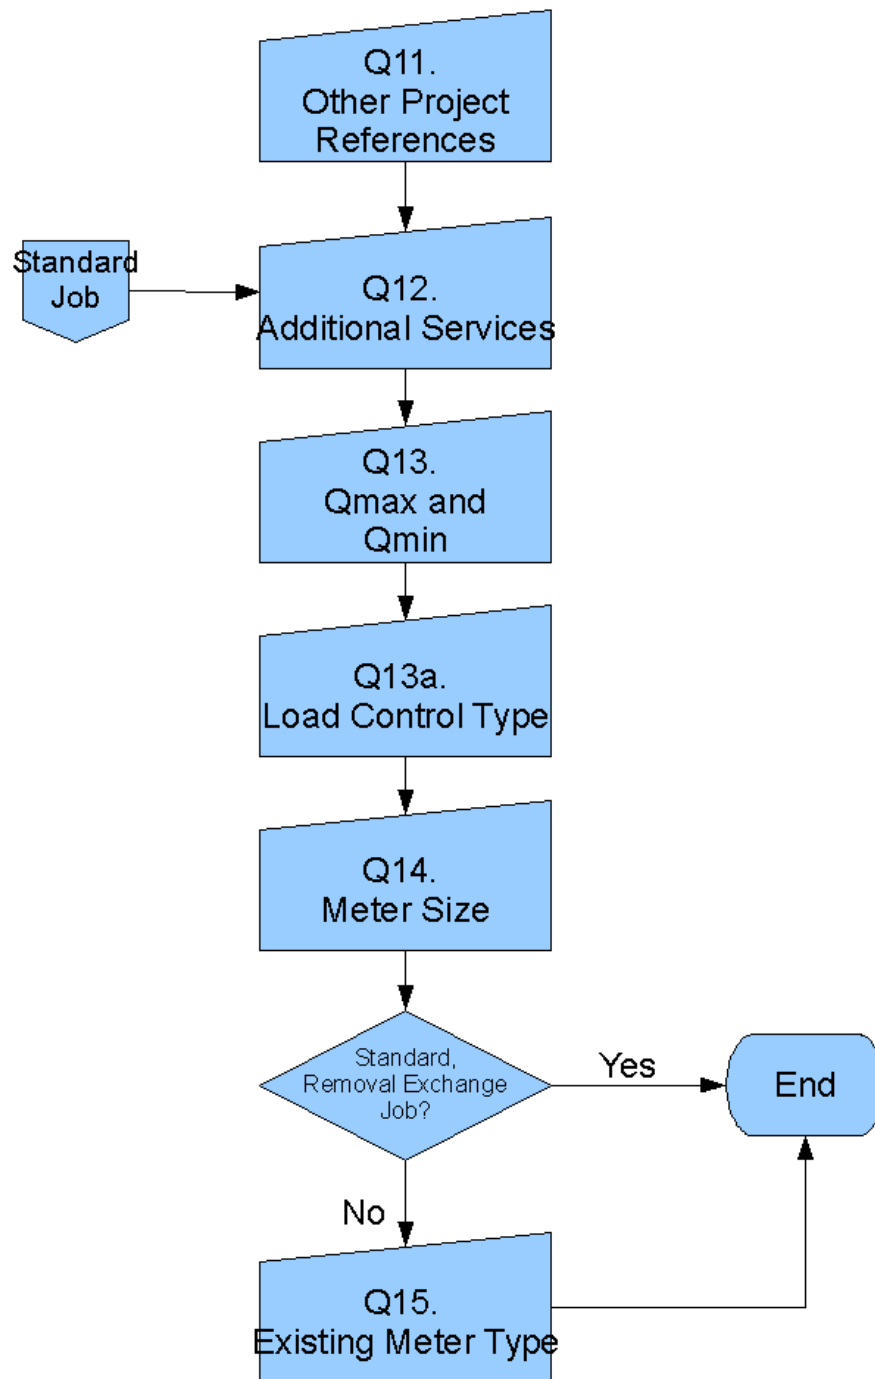 Q11.
Other Project
References
Standard
Job
Q12.
Additional Services
Q13.
Qmax and
Qmin
Q13a.
Load Control Type
Q14.
Meter Size
Standard,
Removal Exchange
Job?
Yes
End
No
Q15.
Existing Meter Type